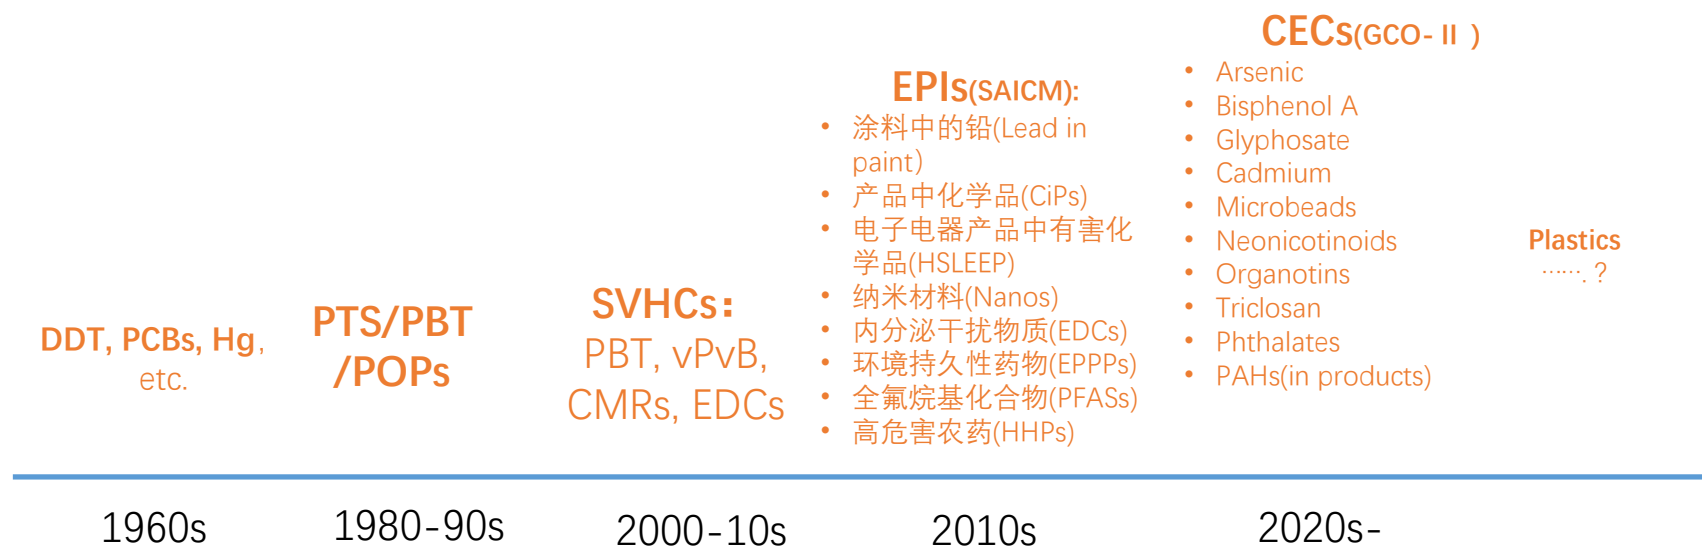 DDT, PCBs, Hg,
etc.
PTS/PBT
/POPs
SVHCs：
PBT, vPvB,
CMRs, EDCs
EPIs(SAICM):
• 涂料中的铅(Lead in
paint）
• 产品中化学品(CiPs)
• 电子电器产品中有害化
学品(HSLEEP)
• 纳米材料(Nanos)
• 内分泌干扰物质(EDCs)
• 环境持久性药物(EPPPs)
• 全氟烷基化合物(PFASs)
• 高危害农药(HHPs)
CECs(GCO-Ⅱ)
• Arsenic
• Bisphenol A
• Glyphosate
• Cadmium
• Microbeads
• Neonicotinoids
• Organotins
• Triclosan
• Phthalates
• PAHs(in products)
Plastics
……. ?
1960s
1980-90s
2000-10s
2010s
2020s-